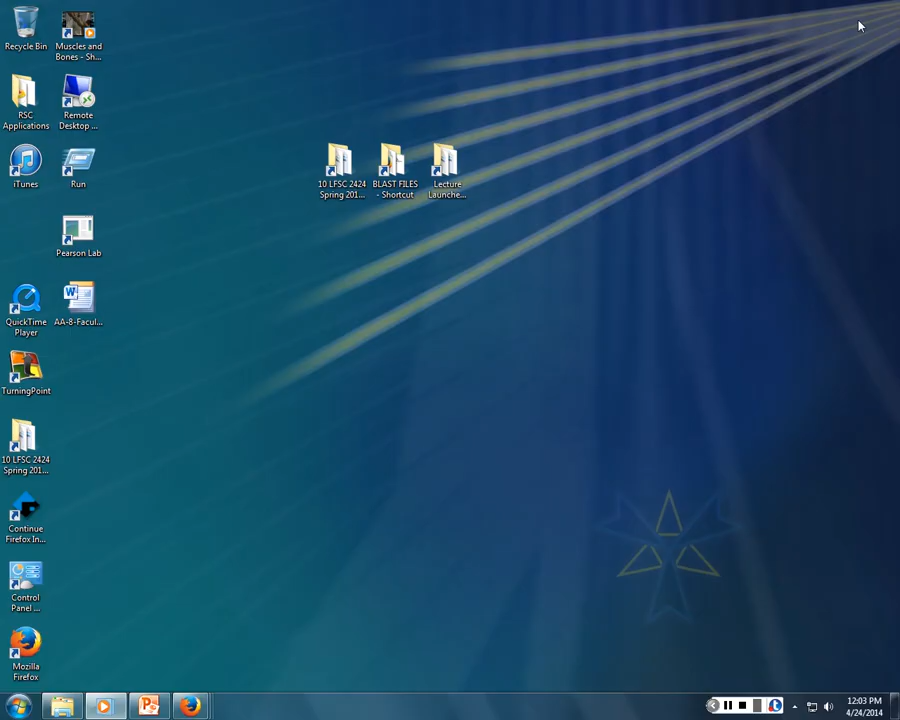 Recycle Bin
Muscles and
Bones - Sh...
RSC
Applications
Remote
Desktop ...
iTunes
Run
Pearson Lab
QuickTime
Player
AA-8-Facul...
TurningPoint
10 LFSC 2424
Spring 201...
Continue
Firefox In...
Control
Panel ...
Mozilla
Firefox
10 LFSC 2424
Spring 201...
BLAST FILES
- Shortcut
Lecture
Launche...
12:03 PM
4/24/2014